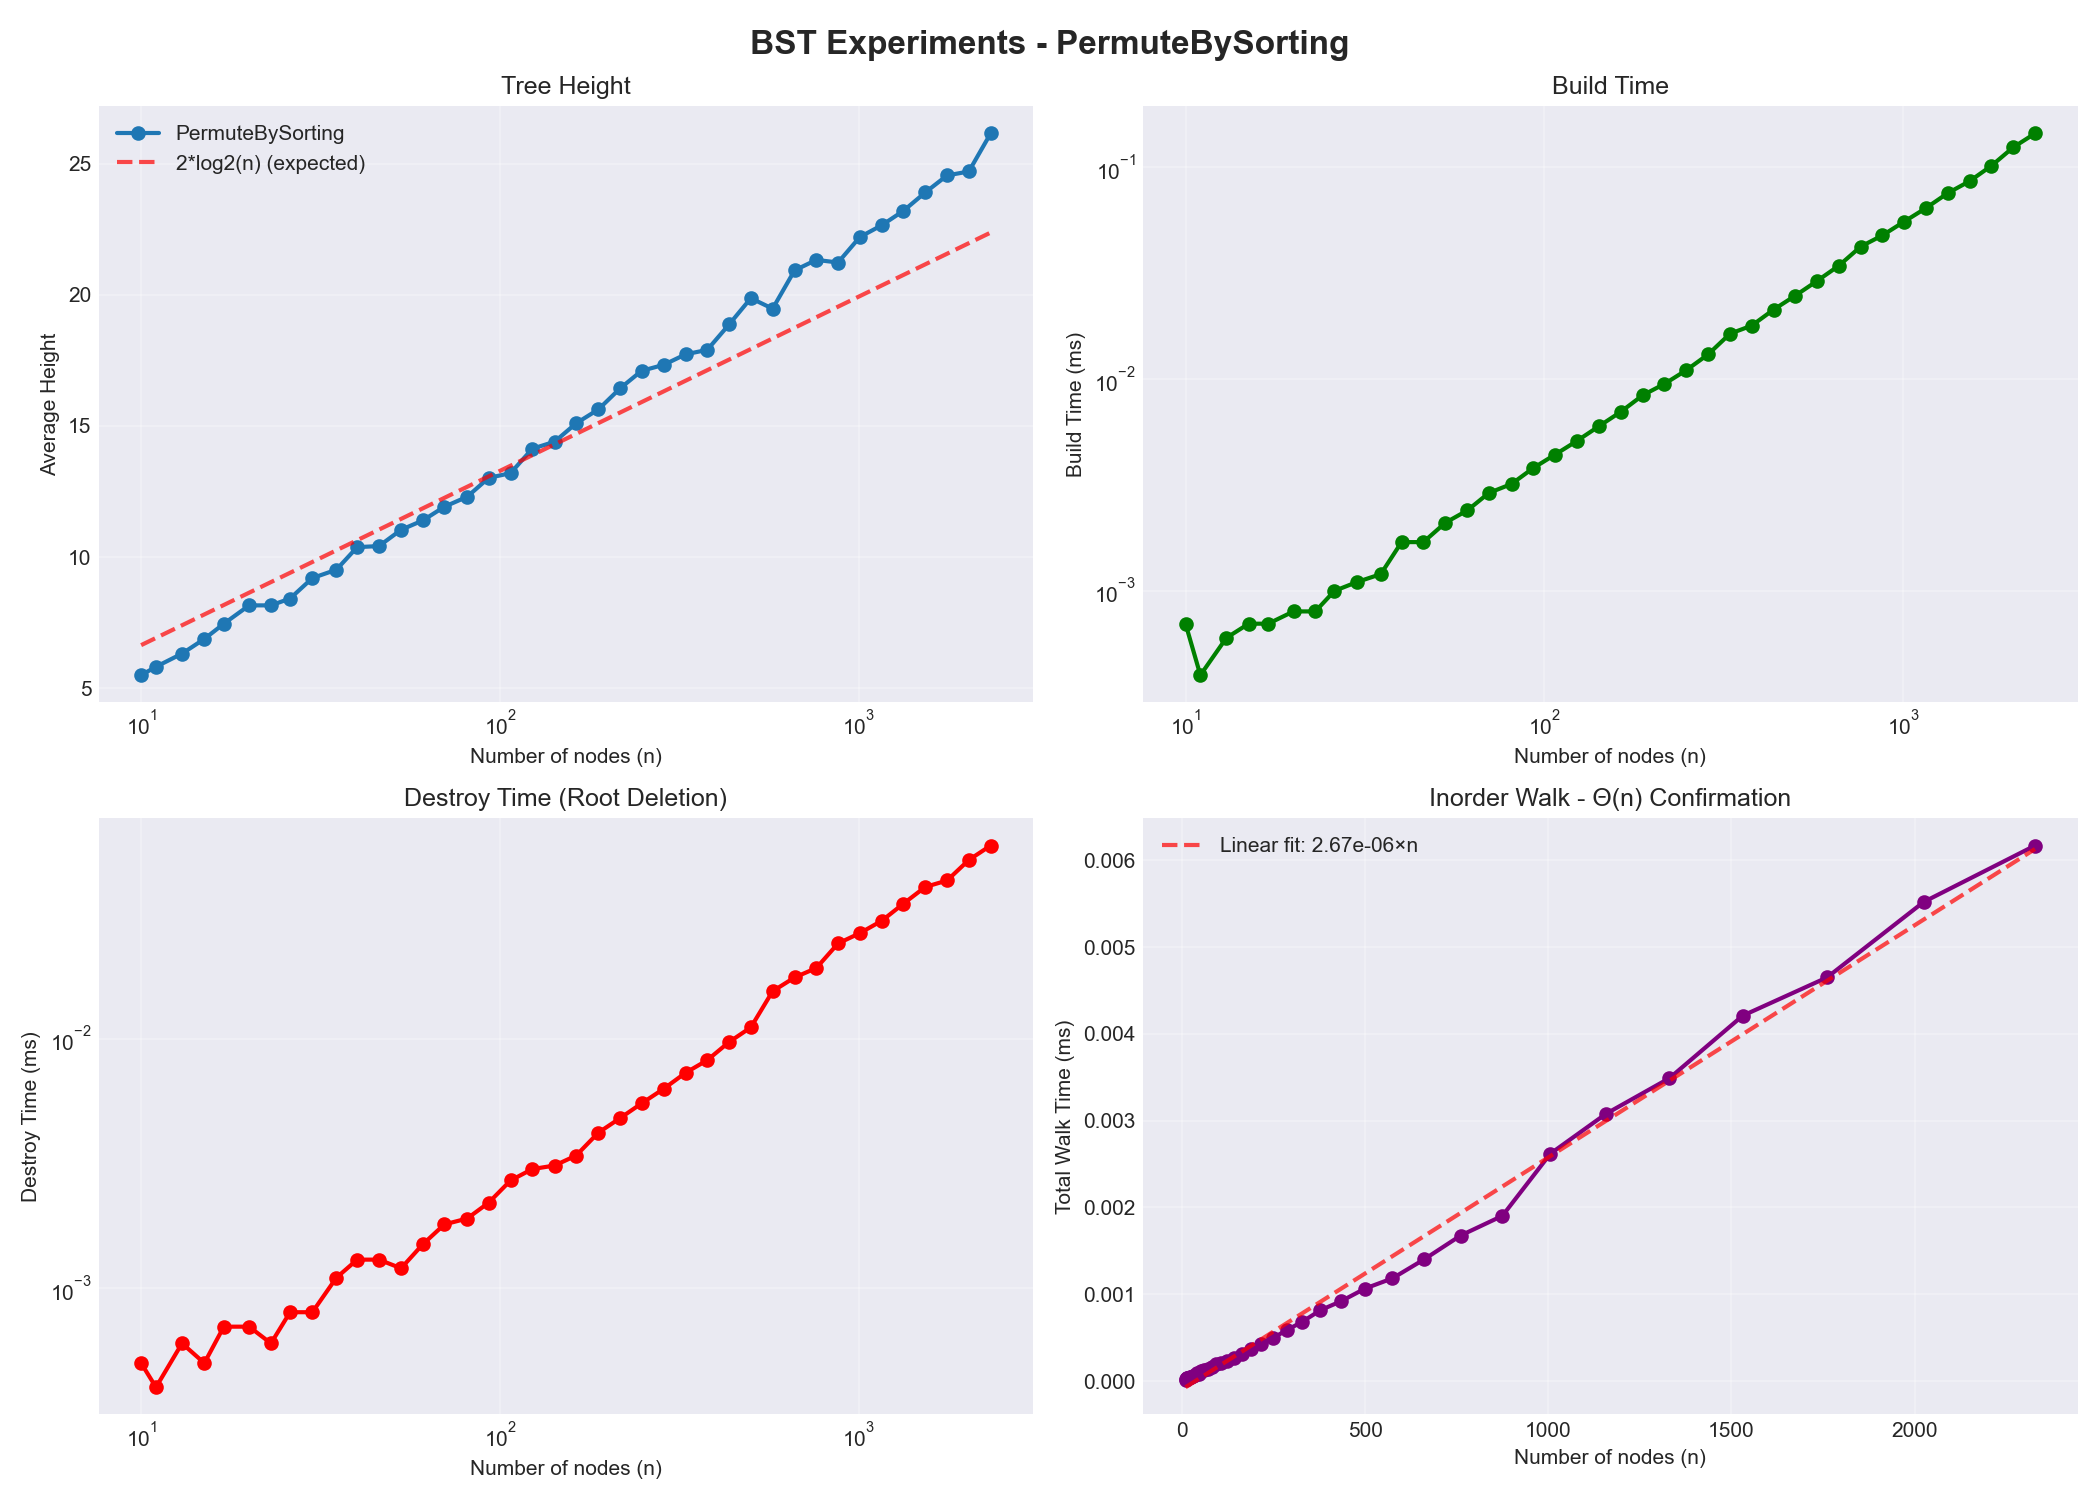 BST Experiments - PermuteBySorting
Tree Height
PermuteBySorting
2*log2(n) (expected)
25
20
15
10
5
Average Height
10^1
10^2
10^3
Number of nodes (n)
Build Time
10^−1
10^−2
10^−3
Build Time (ms)
10^1
10^2
10^3
Number of nodes (n)
Destroy Time (Root Deletion)
10^−2
10^−3
Destroy Time (ms)
10^1
10^2
10^3
Number of nodes (n)
Inorder Walk - Θ(n) Confirmation
Linear fit: 2.67e-06×n
0.006
0.005
0.004
0.003
0.002
0.001
0.000
Total Walk Time (ms)
0
500
1000
1500
2000
Number of nodes (n)